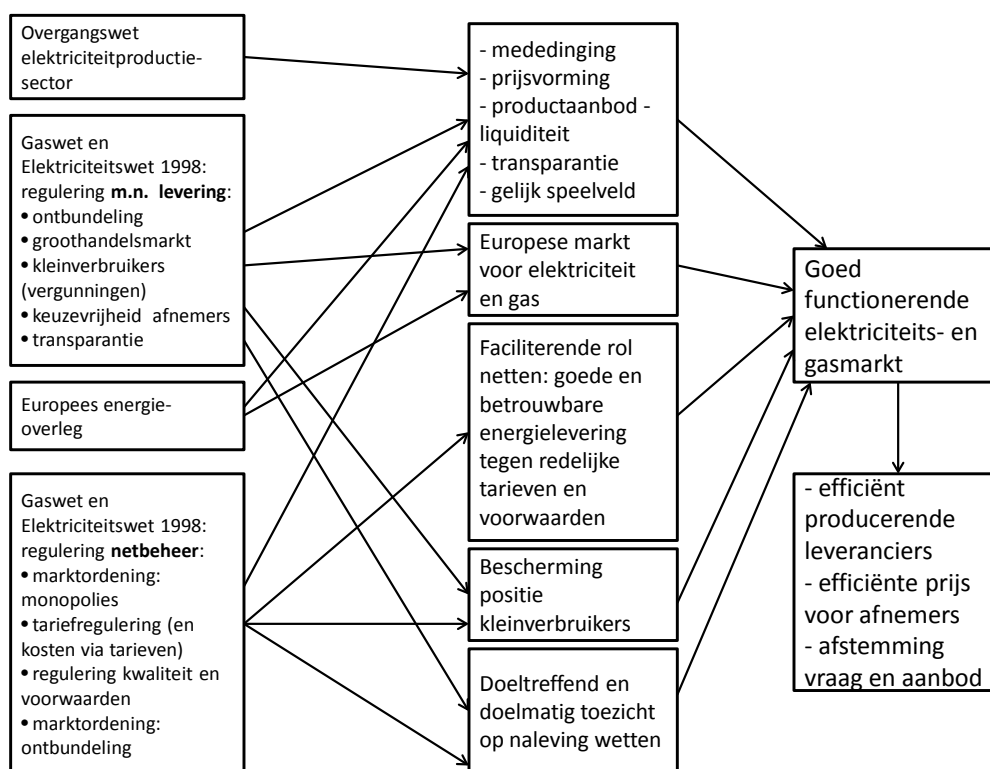 Overgangswet
elektriciteitproductie-
sector
Gaswet en
Elektriciteitswet 1998:
regulering m.n. levering:
• ontbundeling
• groothandelsmarkt
• kleinverbruikers
(vergunningen)
• keuzevrijheid afnemers
• transparantie
Europees energie-
overleg
Gaswet en
Elektriciteitswet 1998:
regulering netbeheer:
• marktordening:
monopolies
• tariefregulering (en
kosten via tarieven)
• regulering kwaliteit en
voorwaarden
• marktordening:
ontbundeling
- mededinging
- prijsvorming
- productaanbod -
liquiditeit
- transparantie
- gelijk speelveld
Europese markt
voor elektriciteit
en gas
Faciliterende rol
netten: goede en
betrouwbare
energielevering
tegen redelijke
tarieven en
voorwaarden
Bescherming
positie
kleinverbruikers
Doeltreffend en
doelmatig toezicht
op naleving wetten
Goed
functionerende
elektriciteits- en
gasmarkt
- efficiënt
producerende
leveranciers
- efficiënte prijs
voor afnemers
- afstemming
vraag en aanbod